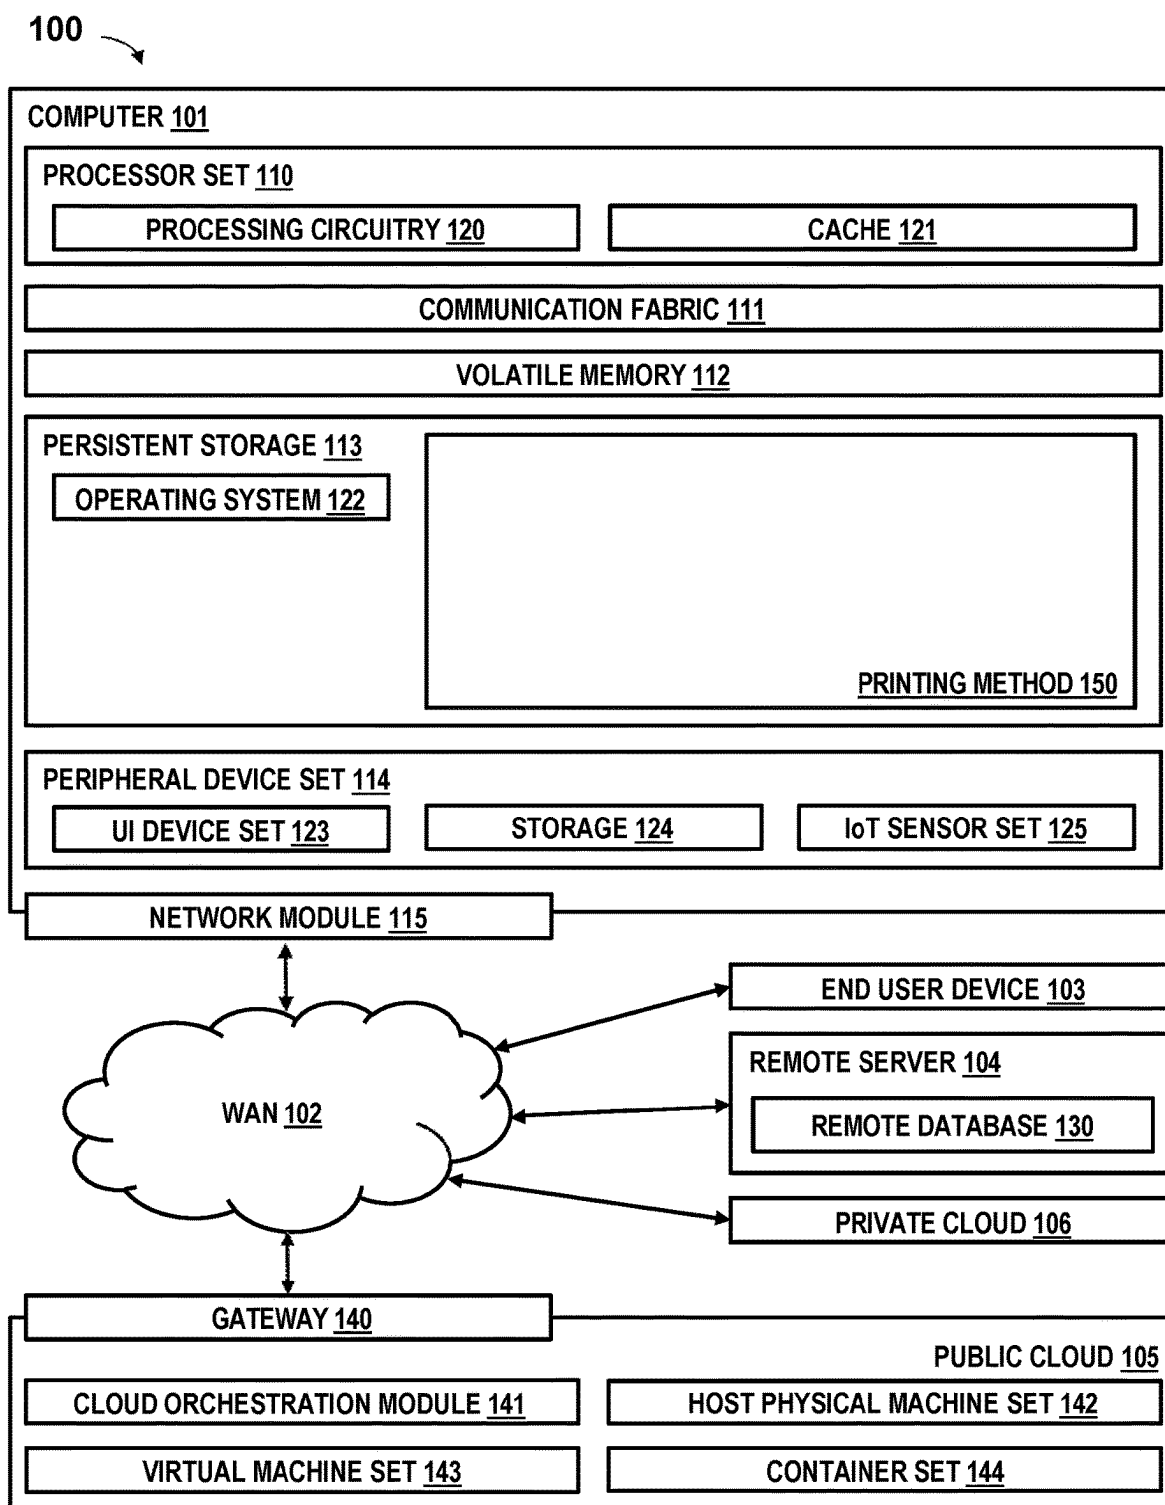 100
COMPUTER 101
PROCESSOR SET 110
PROCESSING CIRCUITRY 120
CACHE 121
COMMUNICATION FABRIC 111
VOLATILE MEMORY 112
PERSISTENT STORAGE 113
OPERATING SYSTEM 122
PRINTING METHOD 150
PERIPHERAL DEVICE SET 114
UI DEVICE SET 123
STORAGE 124
IoT SENSOR SET 125
NETWORK MODULE 115
END USER DEVICE 103
REMOTE SERVER 104
WAN 102
REMOTE DATABASE 130
PRIVATE CLOUD 106
GATEWAY 140
PUBLIC CLOUD 105
CLOUD ORCHESTRATION MODULE 141
HOST PHYSICAL MACHINE SET 142
VIRTUAL MACHINE SET 143
CONTAINER SET 144